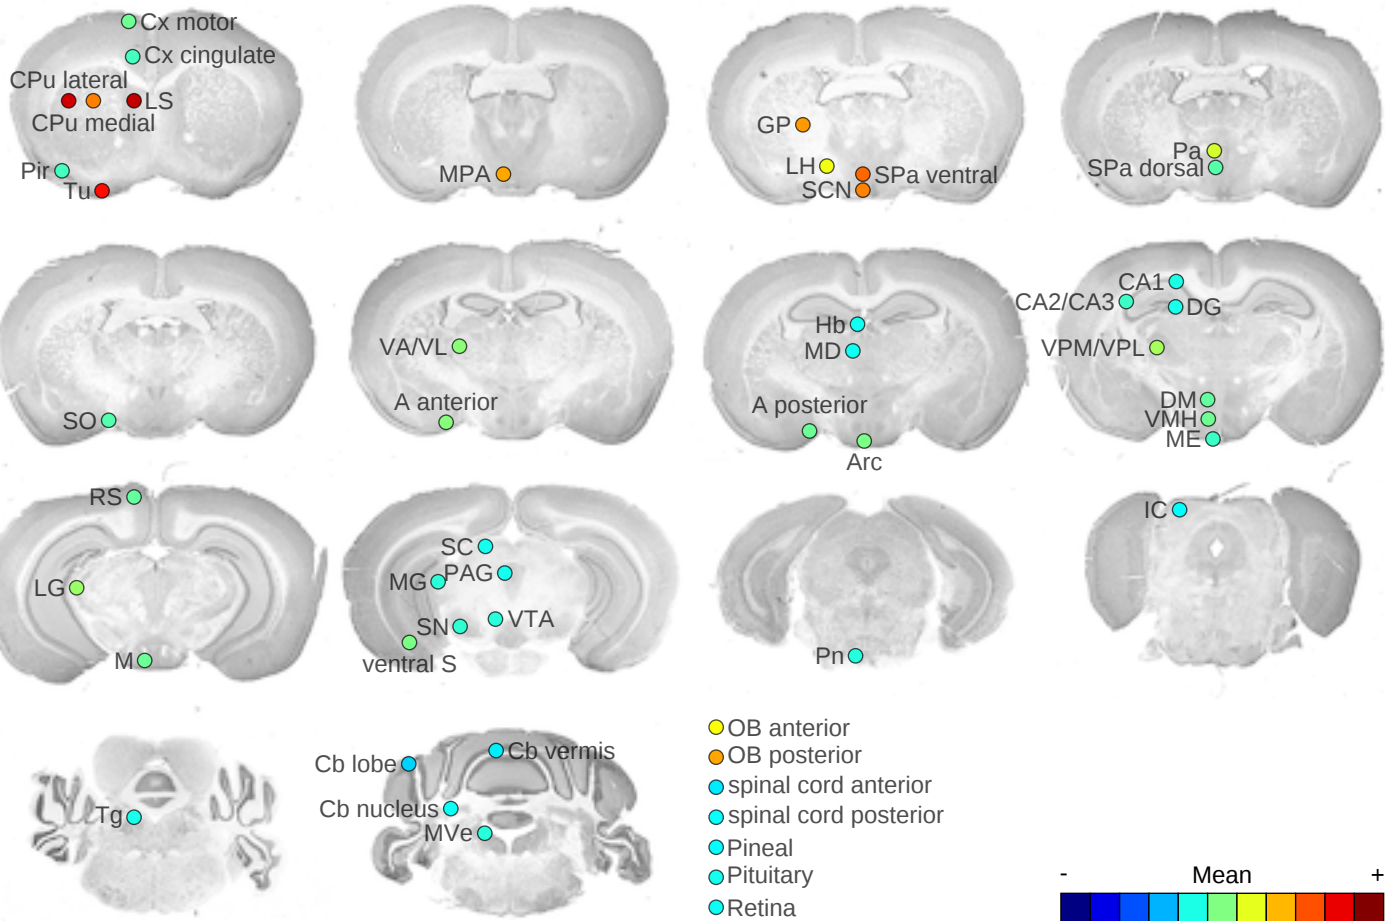 Cx motor
Cx cingulate
CPu lateral
LS
CPu medial
Pir
Tu
MPA
GP
LH
SPa ventral
SCN
Pa
SPa dorsal
SO
VA/VL
A anterior
Hb
MD
A posterior
Arc
CA1
CA2/CA3
DG
VPM/VPL
DM
VMH
ME
RS
LG
M
SC
MG
PAG
SN
VTA
ventral S
Pn
IC
Tg
Cb lobe
Cb vermis
Cb nucleus
MVe
OB anterior
OB posterior
spinal cord anterior
spinal cord posterior
Pineal
Pituitary
Retina
- Mean +